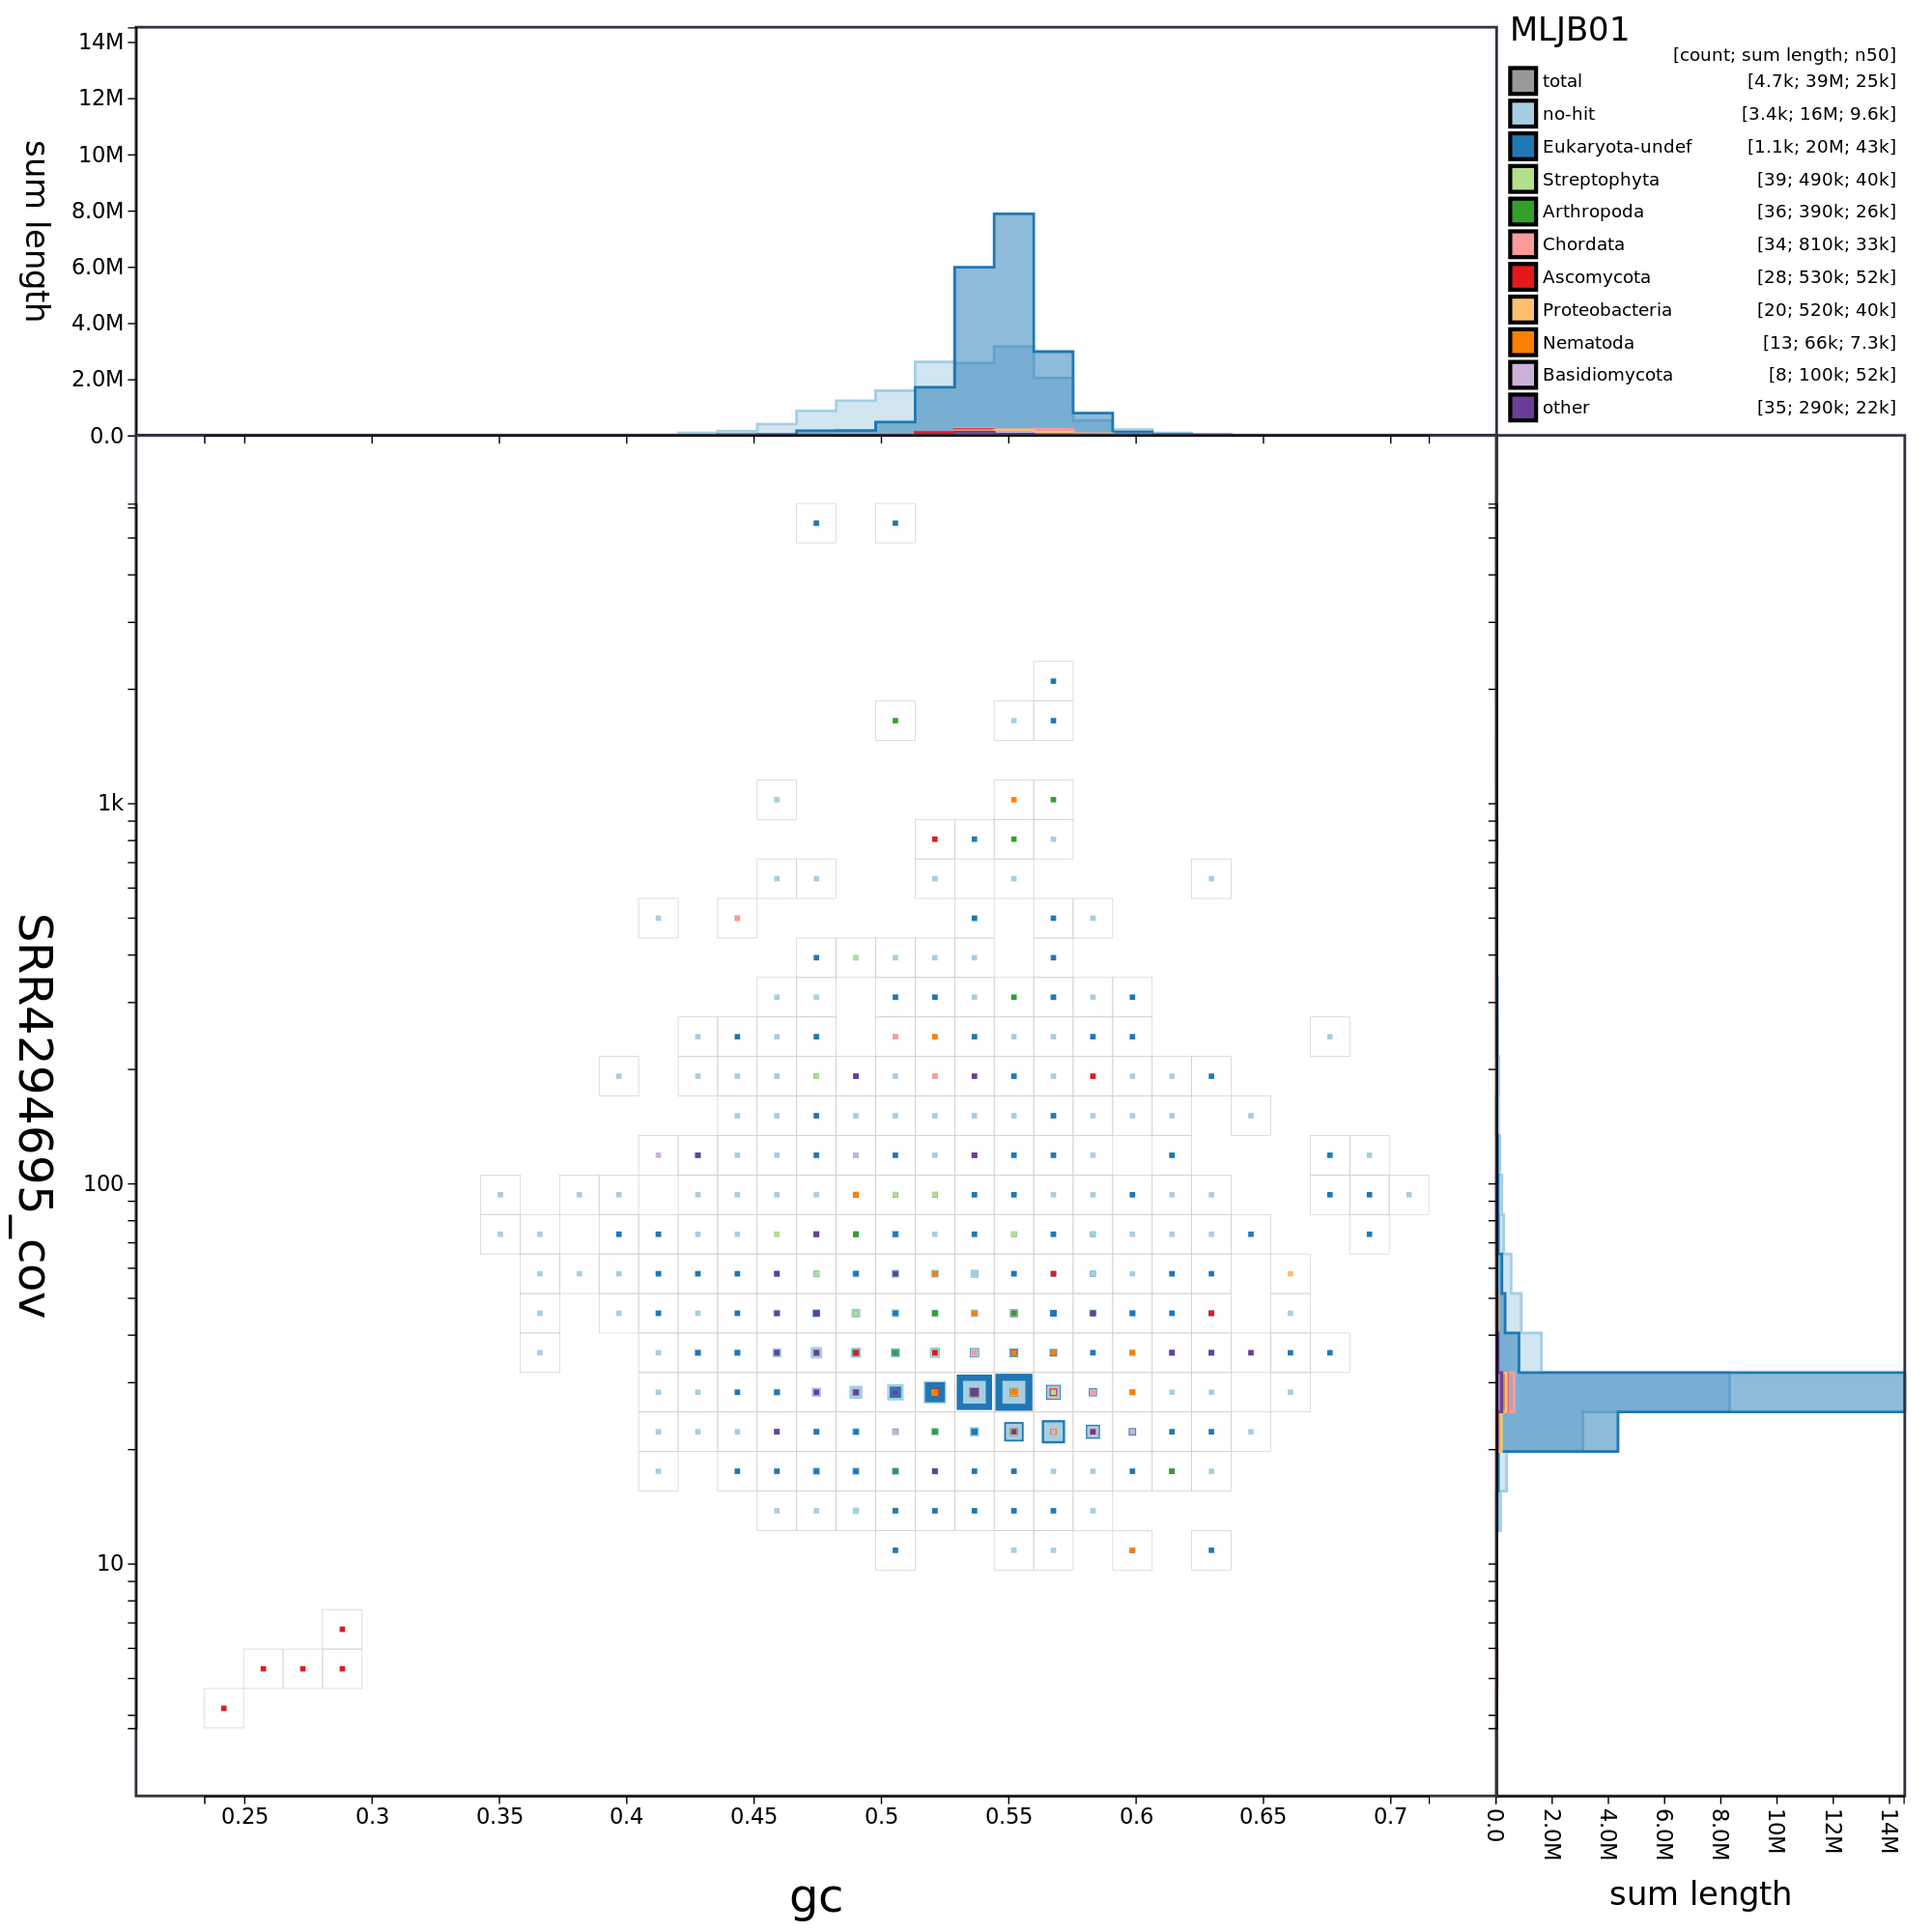 MLJB01
[count; sum length; n50]
total [4.7k; 39M; 25k]
no-hit [3.4k; 16M; 9.6k]
Eukaryota-undef [1.1k; 20M; 43k]
Streptophyta [39; 490k; 40k]
Arthropoda [36; 390k; 26k]
Chordata [34; 810k; 33k]
Ascomycota [28; 530k; 52k]
Proteobacteria [20; 520k; 40k]
Nematoda [13; 66k; 7.3k]
Basidiomycota [8; 100k; 52k]
other [35; 290k; 22k]
sum length
14M
12M
10M
8.0M
6.0M
4.0M
2.0M
0.0
SRR4294695_cov
1k
100
10
0.25 0.3 0.35 0.4 0.45 0.5 0.55 0.6 0.65 0.7
gc
0.0 2.0M 4.0M 6.0M 8.0M 10M 12M 14M
sum length